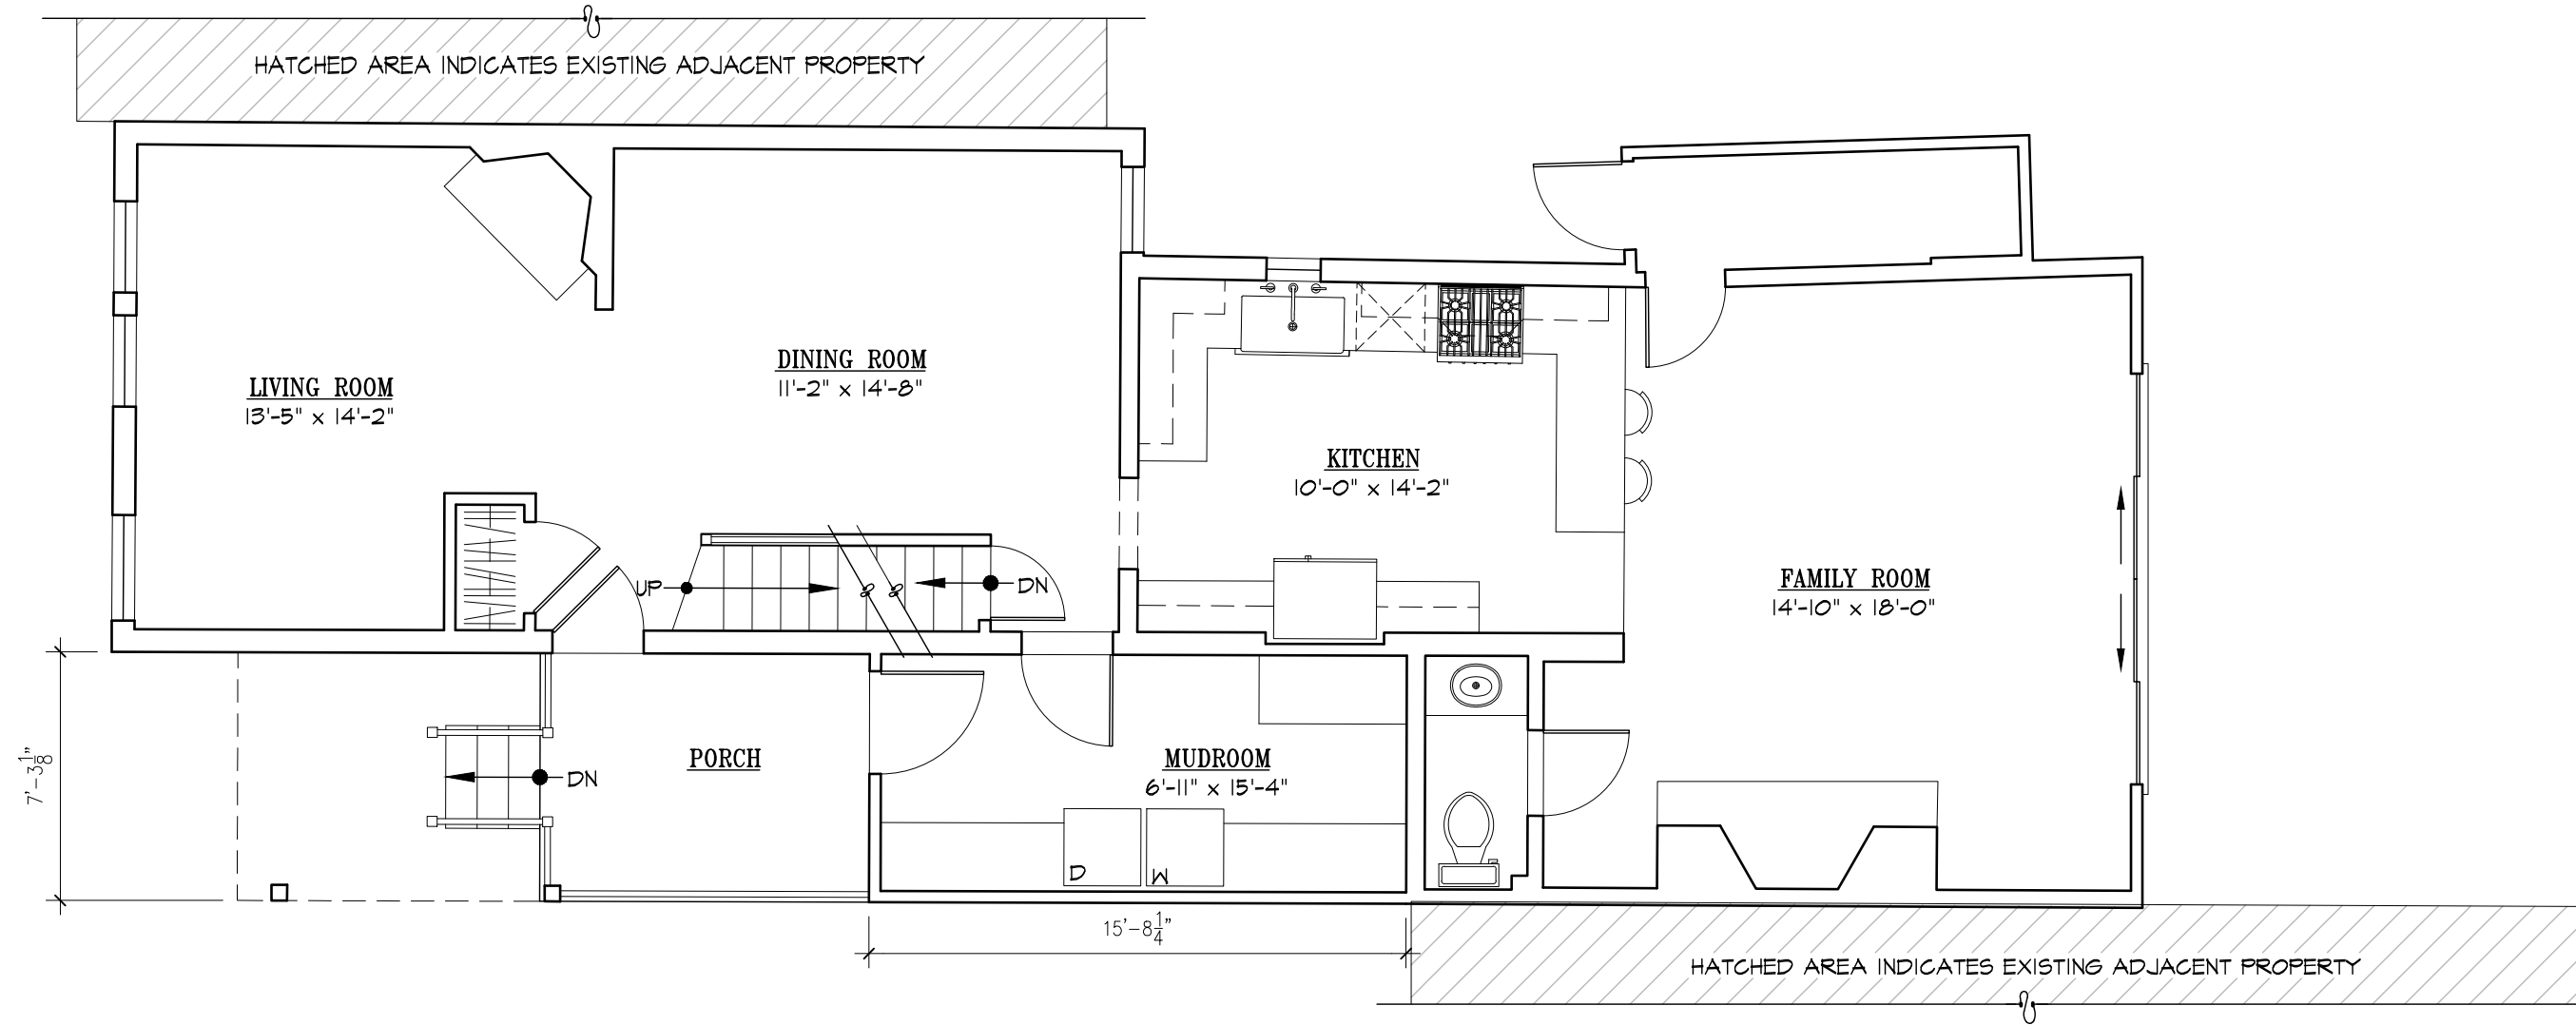 HATCHED AREA INDICATES EXISTING ADJACENT PROPERTY
LIVING ROOM
13'-5" x 14'-2"
DINING ROOM
11'-2" x 14'-8"
KITCHEN
10'-0" x 14'-2"
FAMILY ROOM
14'-10" x 18'-0"
UP
DN
PORCH
DN
MUDROOM
6'-11" x 15'-4"
D
W
7'-3 1/8"
15'-8 1/4"
HATCHED AREA INDICATES EXISTING ADJACENT PROPERTY